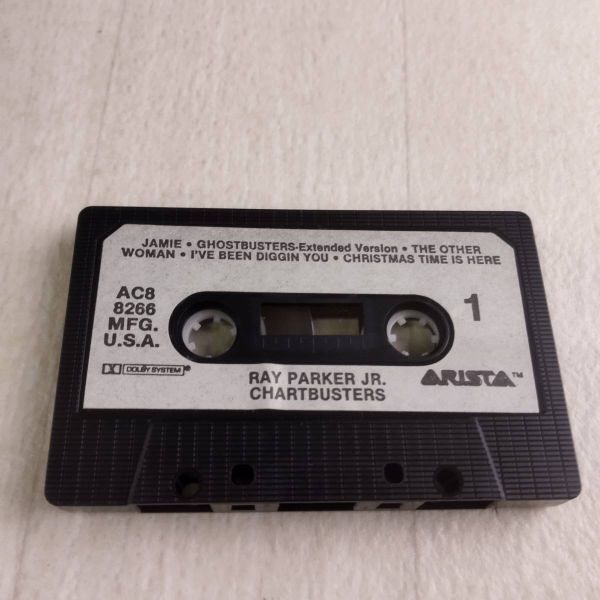 JAMIE • GHOSTBUSTERS-Extended Version • THE OTHER
WOMAN • I'VE BEEN DIGGIN YOU • CHRISTMAS TIME IS HERE
AC8
8266
MFG.
U.S.A.
1
DOLBY SYSTEM®
RAY PARKER JR.
CHARTBUSTERS
ARISTA™